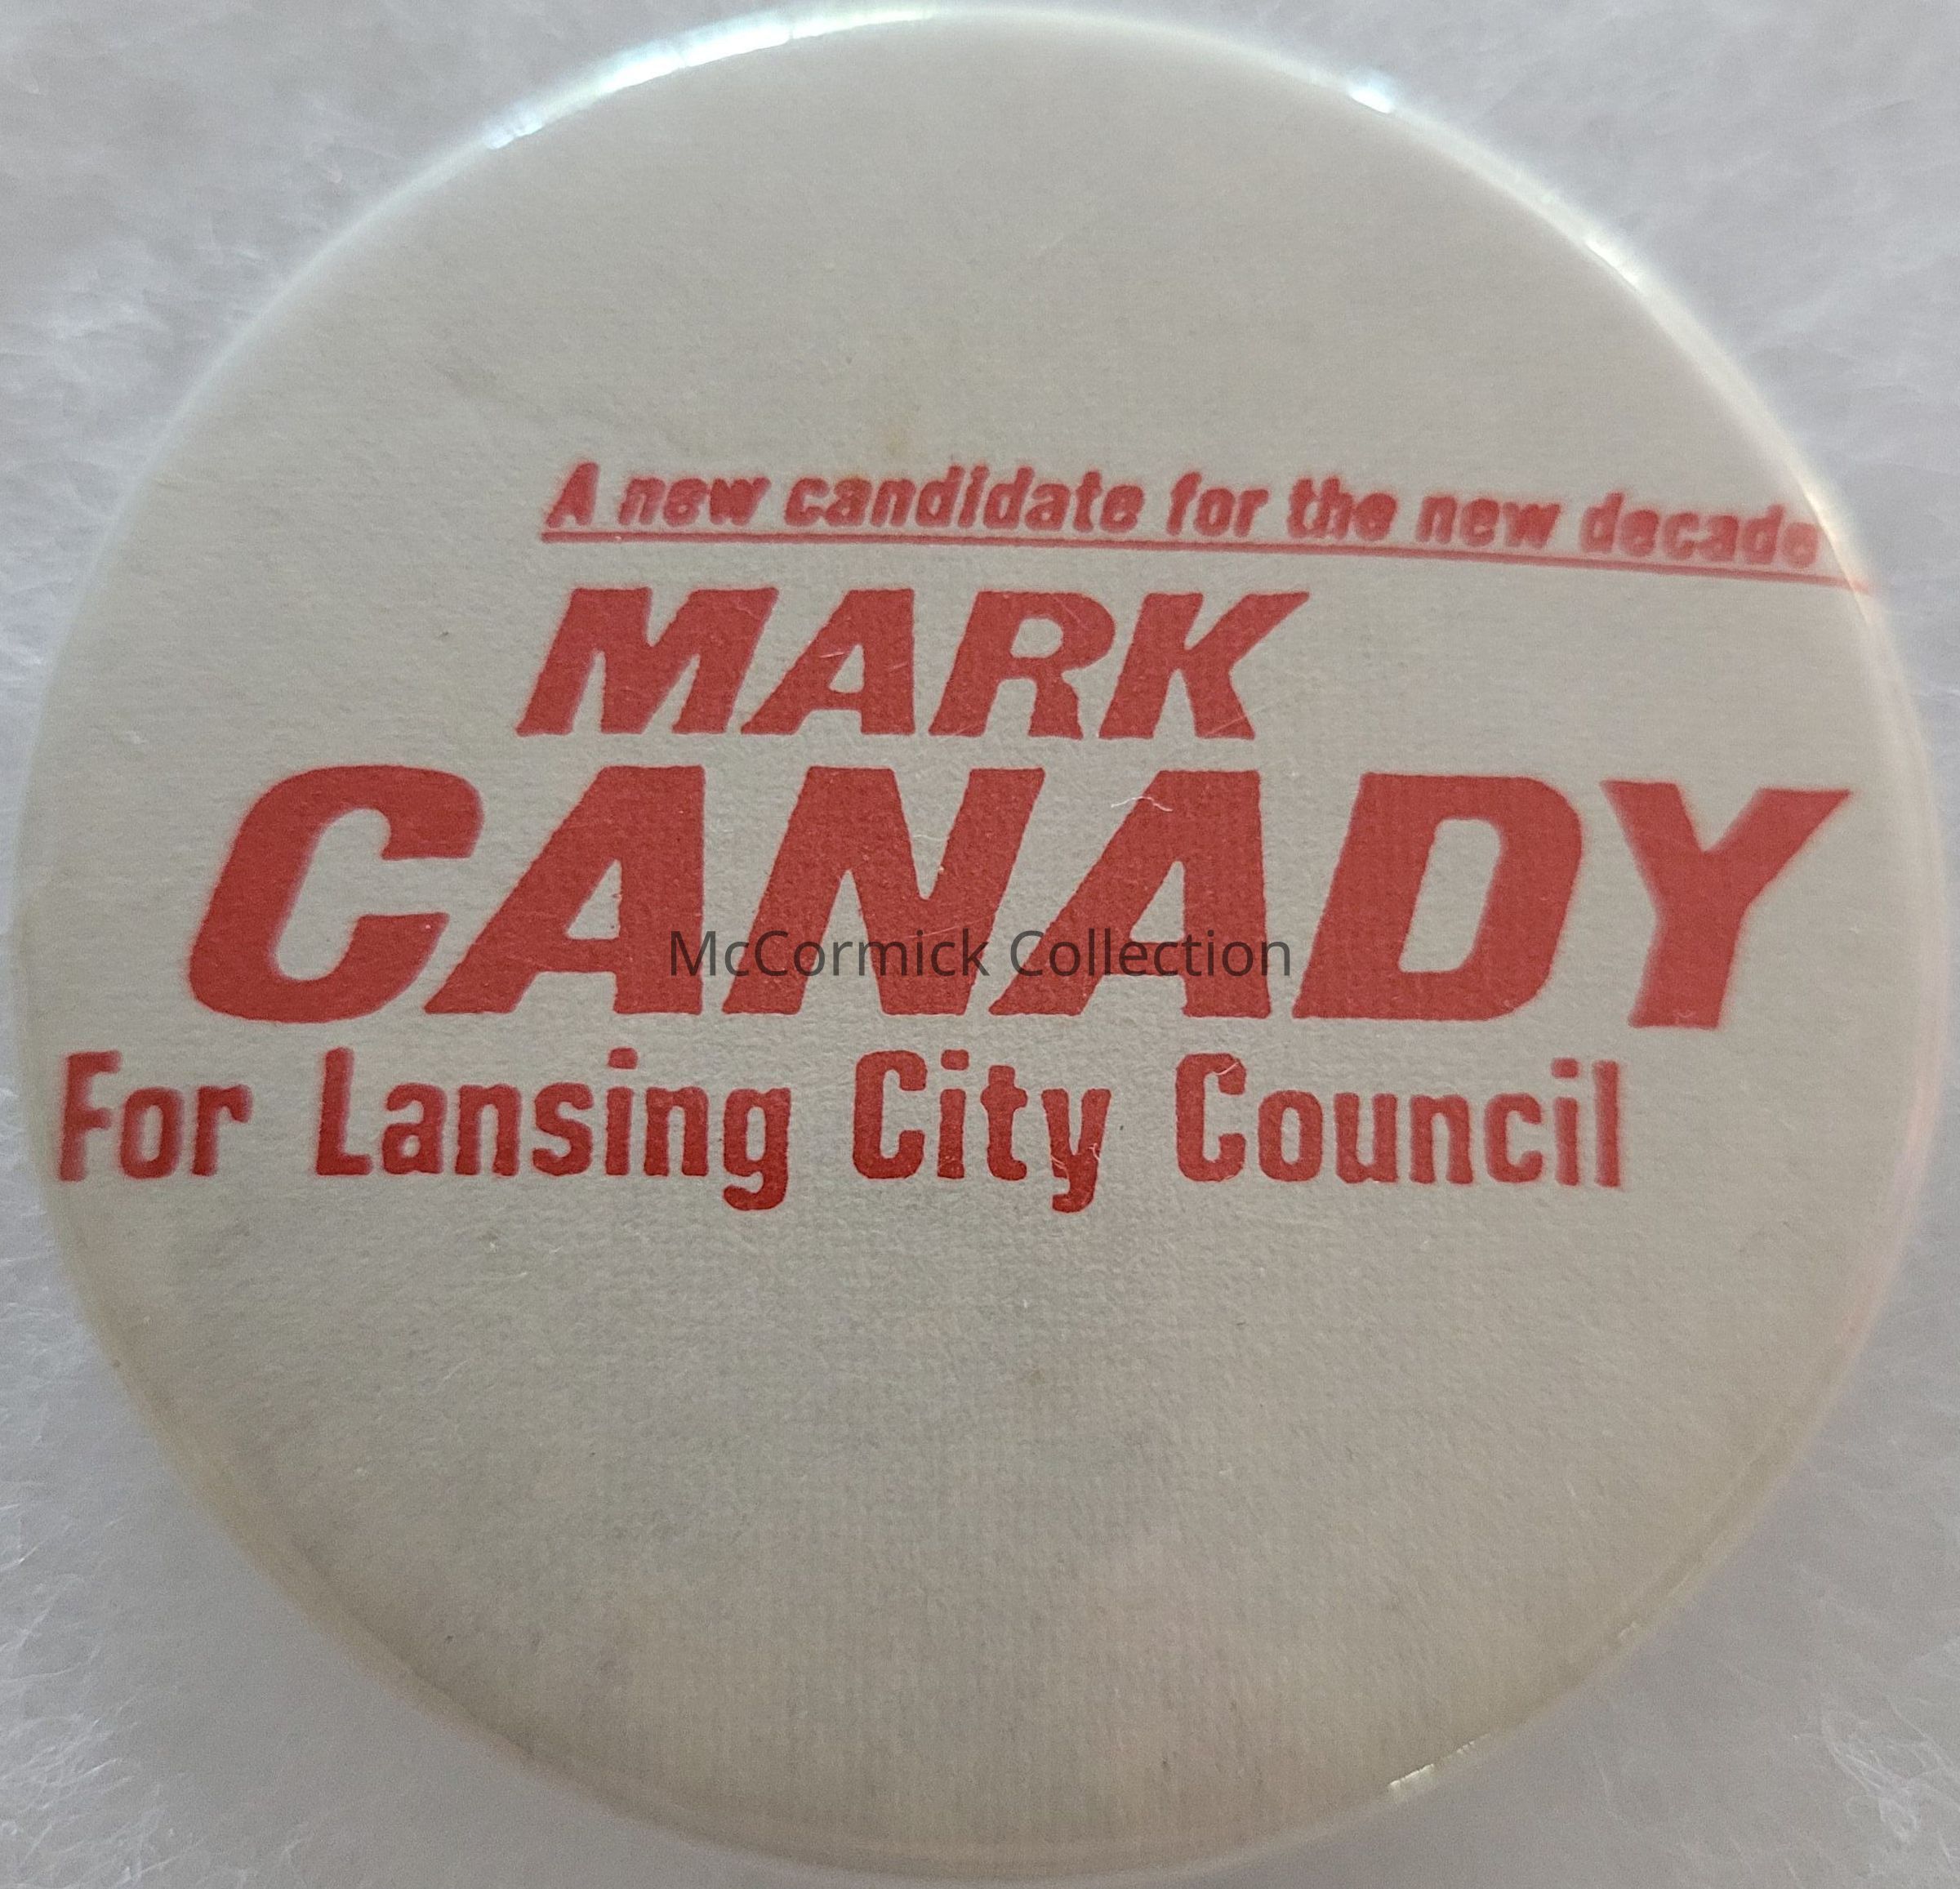 A new candidate for the new decade
MARK
CANADY
McCormick Collection
For Lansing City Council